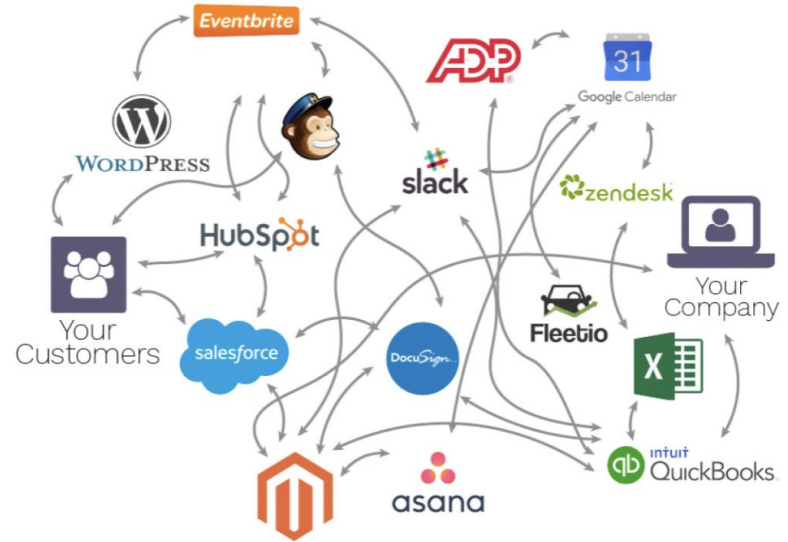 Eventbrite
ADP
31
Google Calendar
W
WORDPRESS
slack
zendesk
HubSpot
Your
Customers
Your
Company
Fleetio
salesforce
DocuSign
X
asana
qb
intuit
QuickBooks